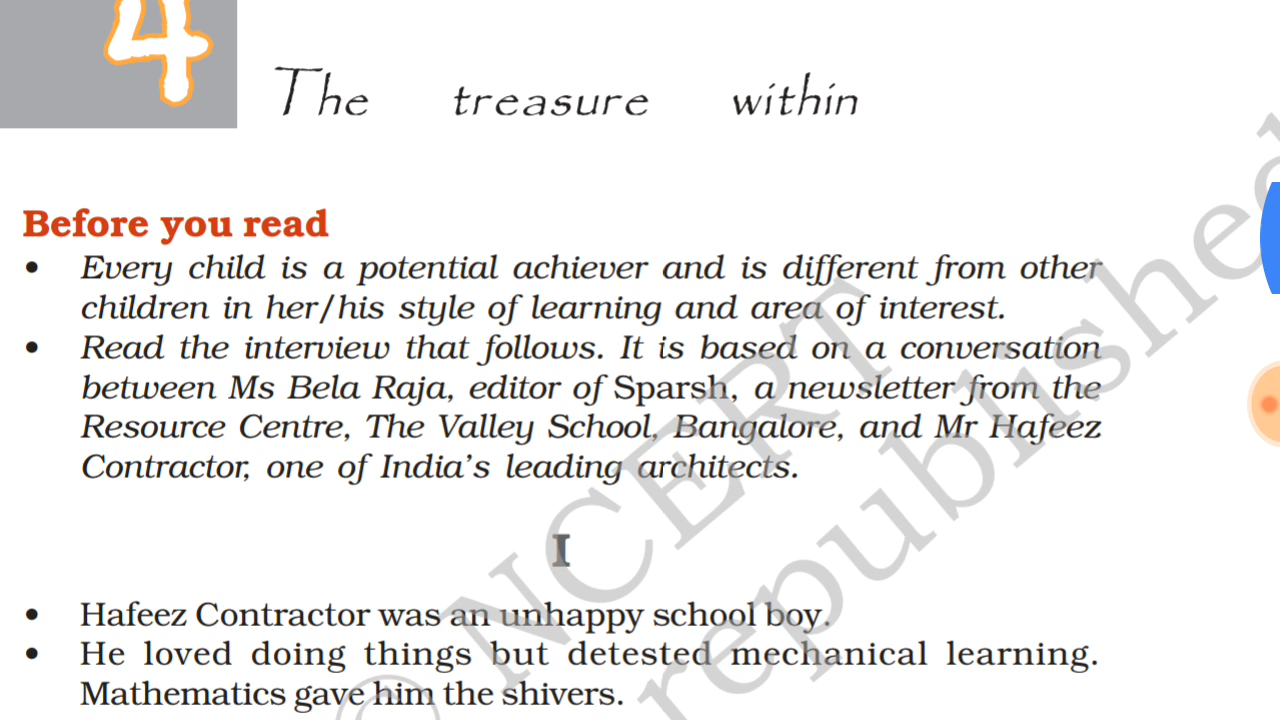 4
The treasure within
Before you read
• Every child is a potential achiever and is different from other
children in her/his style of learning and area of interest.
• Read the interview that follows. It is based on a conversation
between Ms Bela Raja, editor of Sparsh, a newsletter from the
Resource Centre, The Valley School, Bangalore, and Mr Hafeez
Contractor, one of India's leading architects.
I
• Hafeez Contractor was an unhappy school boy.
• He loved doing things but detested mechanical learning.
Mathematics gave him the shivers.
© NCERT
republished